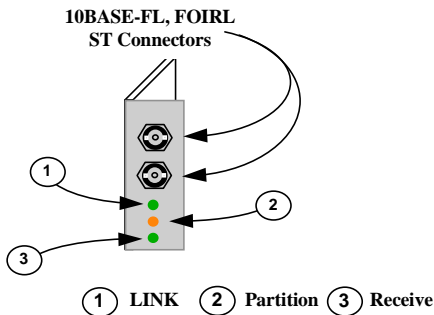 10BASE-FL, FOIRL
ST Connectors
1
2
3
1 LINK 2 Partition 3 Receive